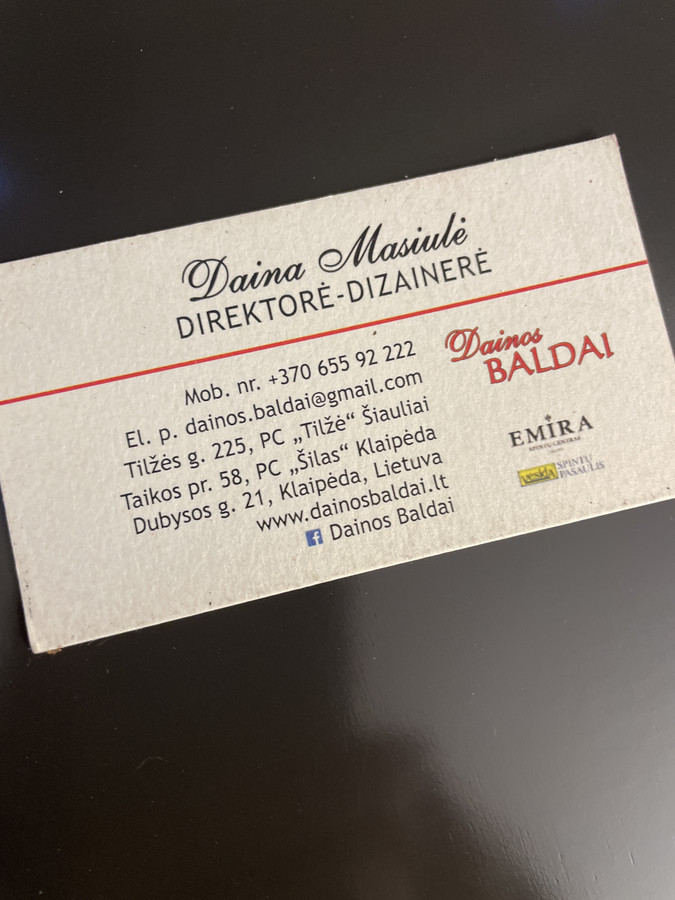 Daina Masiulė
DIREKTORĖ-DIZAINERĖ
Mob. nr. +370 655 92 222
El. p. dainos.baldai@gmail.com
Tilžės g. 225, PC „Tilžė“ Šiauliai
Taikos pr. 58, PC „Šilas“ Klaipėda
Dubysos g. 21, Klaipėda, Lietuva
www.dainosbaldai.lt
f Dainos Baldai
Dainos
BALDAI
EMIRA
SPINTŲ CENTRAS
SPINTŲ
PASAULIS